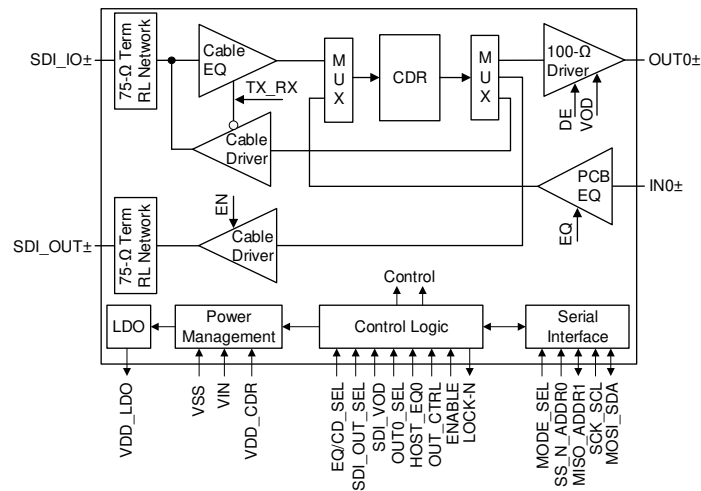 SDI_IO±
75-Ω Term
RL Network
Cable
EQ
TX_RX
Cable
Driver
M
U
X
CDR
M
U
X
100-Ω
Driver
DE
VOD
OUT0±
PCB
EQ
EQ
IN0±
SDI_OUT±
75-Ω Term
RL Network
EN
Cable
Driver
Control
LDO
Power
Management
Control Logic
Serial
Interface
VDD_LDO
VSS
VIN
VDD_CDR
EQ/CD_SEL
SDI_OUT_SEL
SDI_VOD
OUT0_SEL
HOST_EQ0
OUT_CTRL
ENABLE
LOCK-N
MODE_SEL
SS_N_ADDR0
MISO_ADDR1
SCK_SCL
MOSI_SDA